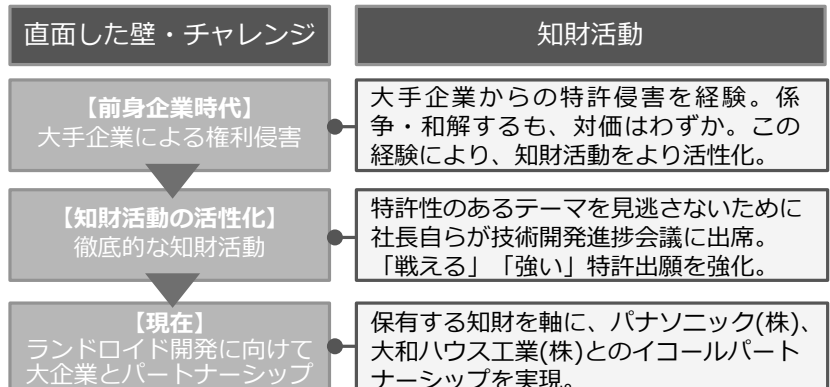 直面した壁・チャレンジ
知財活動
【前身企業時代】
大手企業による権利侵害
大手企業からの特許侵害を経験。係
争・和解するも、対価はわずか。この
経験により、知財活動をより活性化。
【知財活動の活性化】
徹底的な知財活動
特許性のあるテーマを見逃さないために
社長自らが技術開発進捗会議に出席。
「戦える」「強い」特許出願を強化。
【現在】
ランドロイド開発に向けて
大企業とパートナーシップ
保有する知財を軸に、パナソニック(株)、
大和ハウス工業(株)とのイコールパート
ナーシップを実現。